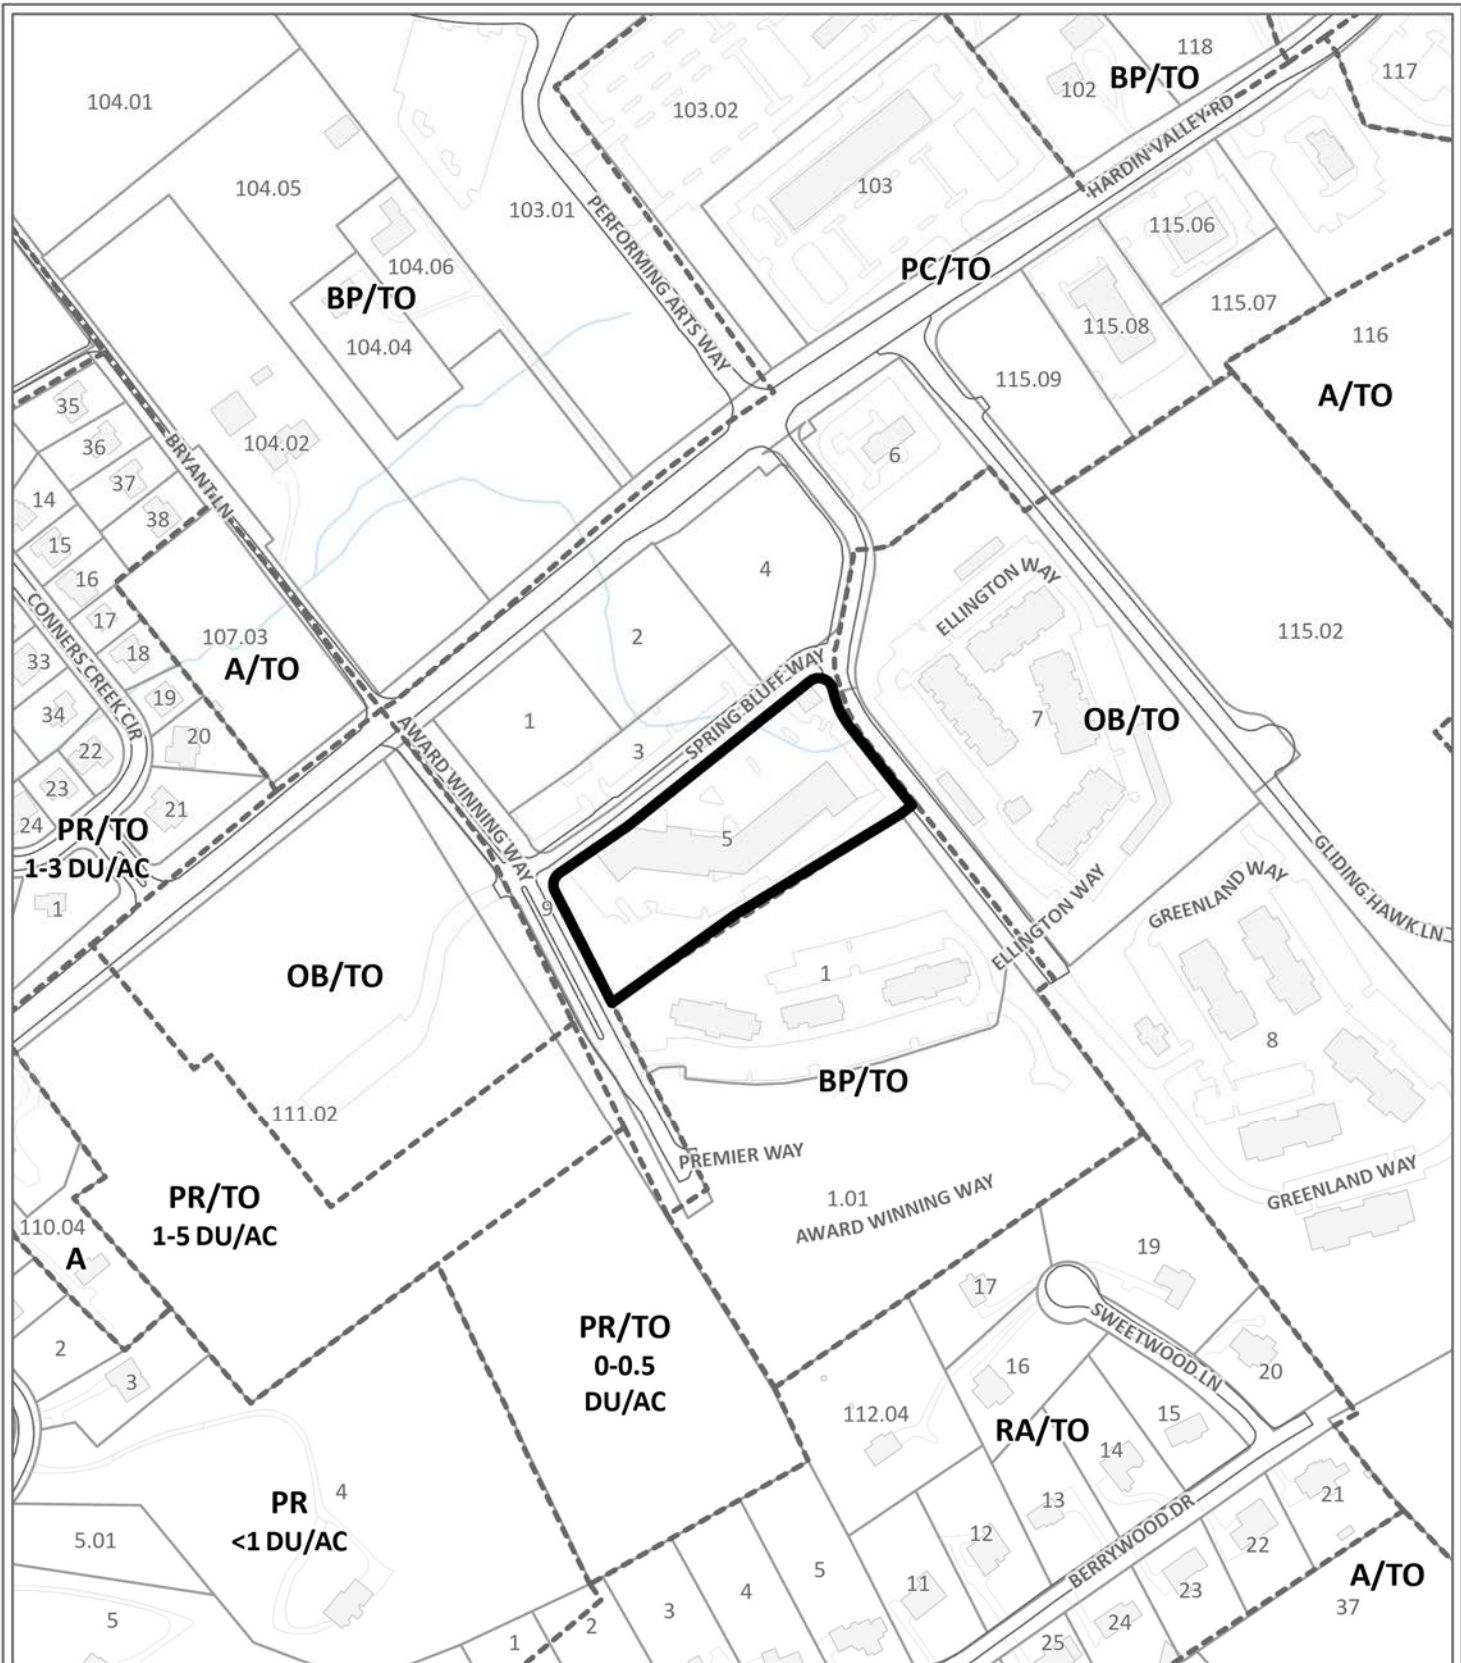 118
BP/TO
102
117
104.01
103.02
HARDIN VALLEY RD
104.05
103
103.01
PERFORMING ARTS WAY
115.06
104.06
PC/TO
BP/TO
115.07
115.08
116
104.04
115.09
A/TO
35
36
104.02
BRYANT LN
6
37
14
38
15
4
16
ELLINGTON WAY
CONNERS CREEK CIR
17
107.03
2
115.02
18
33
A/TO
SPRING BLUFF WAY
19
34
1
7
OB/TO
20
22
3
AWARD WINNING WAY
23
21
24
PR/TO
1-3 DU/AC
5
GLIDING HAWK LN
GREENLAND WAY
1
9
ELLINGTON WAY
OB/TO
1
8
BP/TO
111.02
PREMIER WAY
GREENLAND WAY
PR/TO
1-5 DU/AC
1.01
AWARD WINNING WAY
110.04
A
19
17
PR/TO
0-0.5
DU/AC
SWEETWOOD LN
2
16
20
3
112.04
15
RA/TO
14
4
PR
<1 DU/AC
13
21
5.01
12
22
BERRYWOOD DR
5
11
23
A/TO
37
4
3
5
24
2
1
25